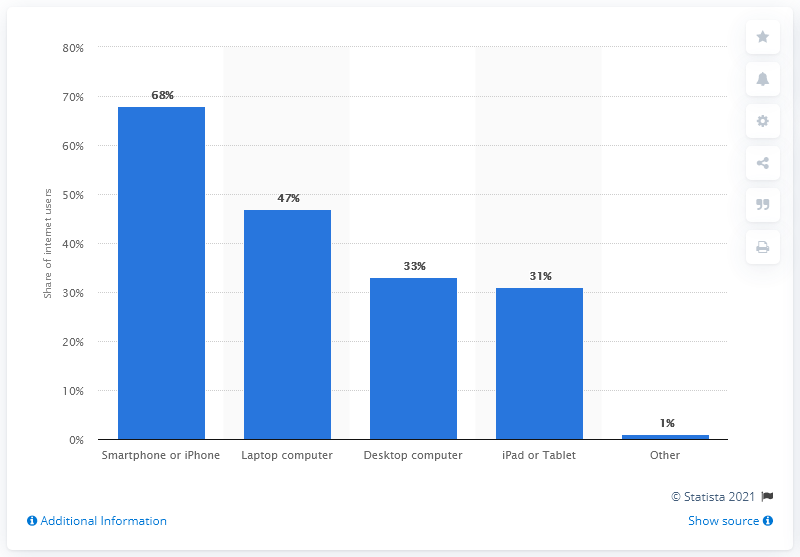 80%
70%
60%
50%
40%
30%
20%
10%
0%
Share of internet users
68%
47%
33%
31%
1%
Smartphone or iPhone
Laptop computer
Desktop computer
iPad or Tablet
Other
© Statista 2021
Additional Information
Show source